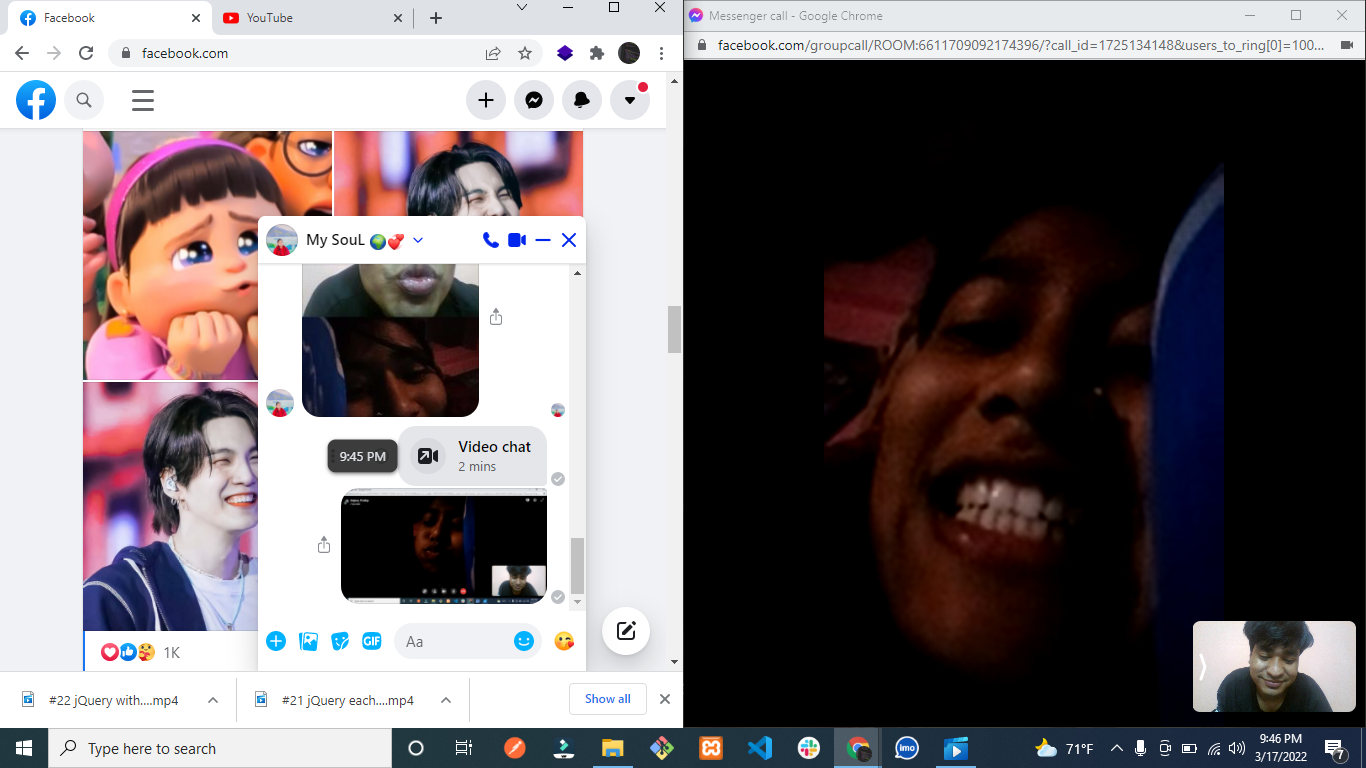 Facebook
YouTube
facebook.com
My SouL
Video chat
2 mins
9:45 PM
Aa
GIF
1K
#22 jQuery with....mp4
#21 jQuery each....mp4
Show all
Messenger call - Google Chrome
facebook.com/groupcall/ROOM:6611709092174396/?call_id=1725134148&users_to_ring[0]=100...
Type here to search
imo
71°F
9:46 PM
3/17/2022
7